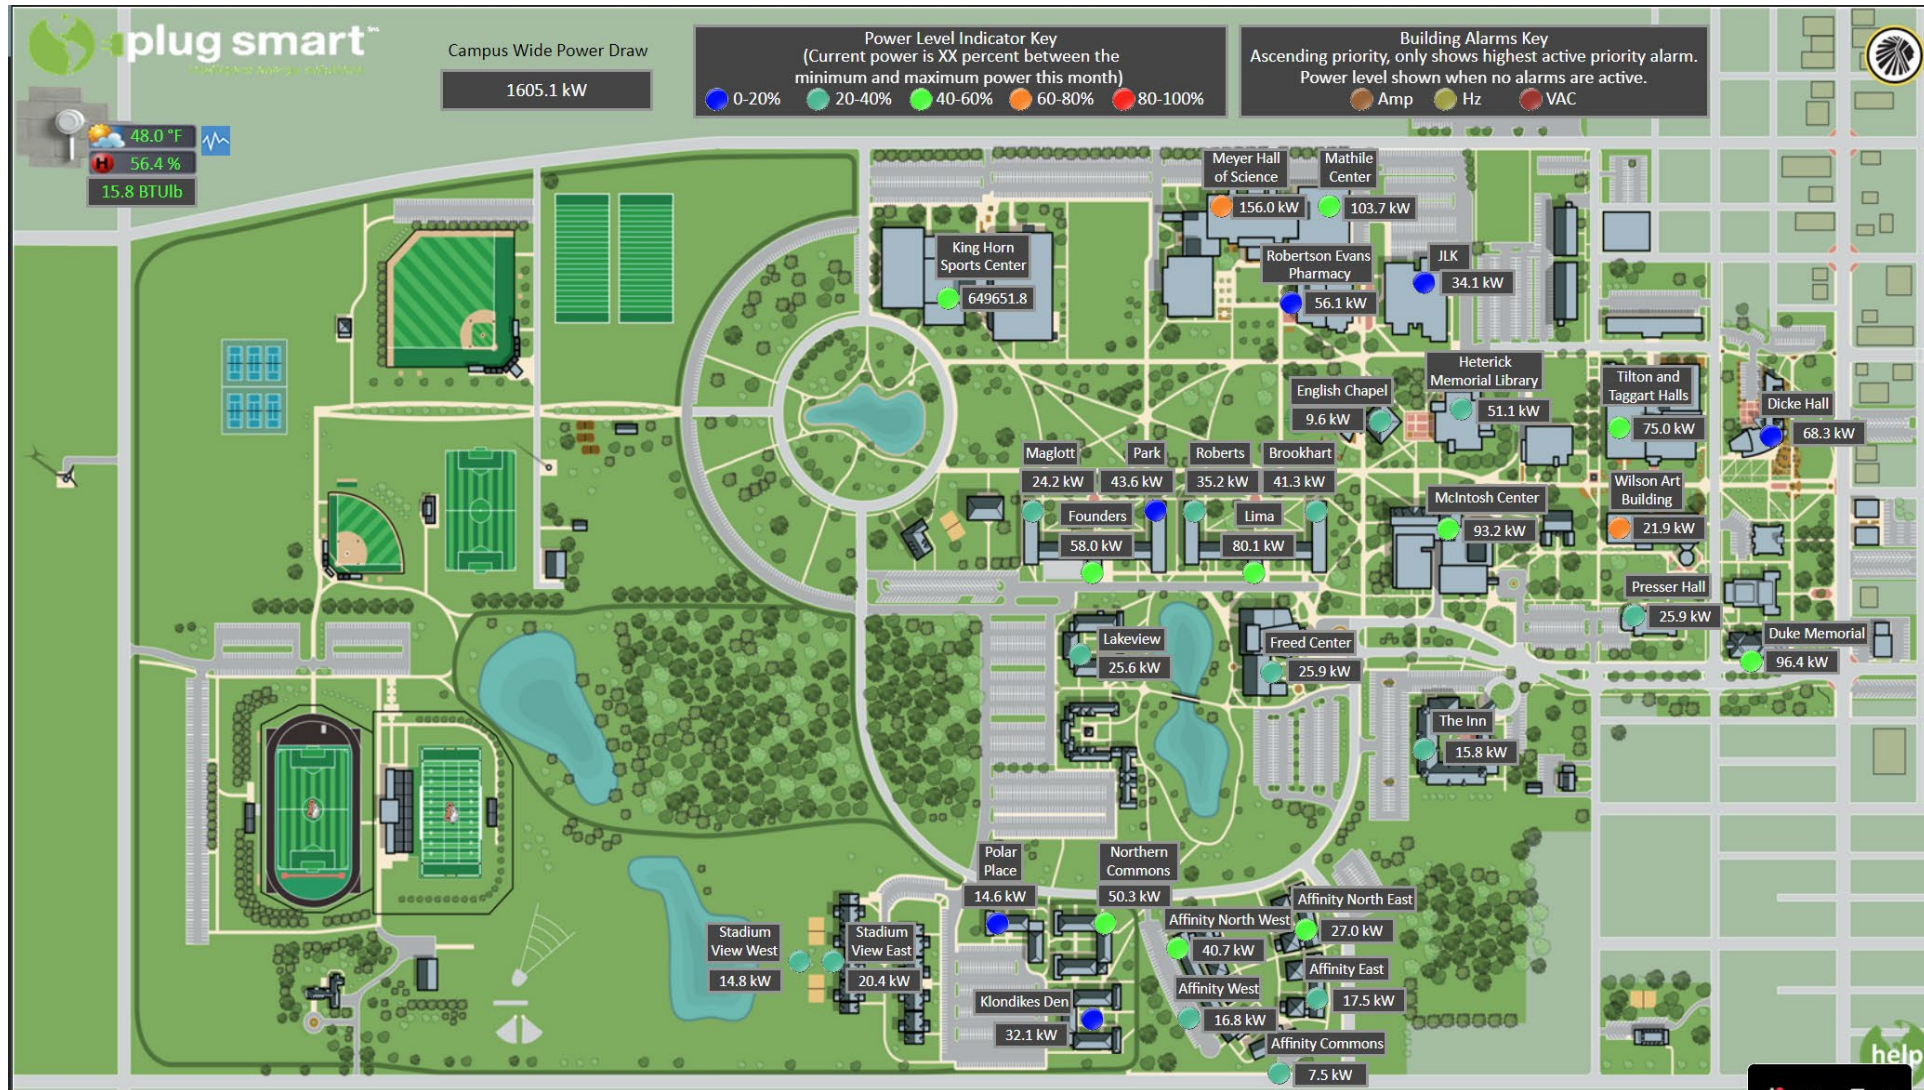 plug smart
Campus Wide Power Draw
1605.1 kW
Power Level Indicator Key
(Current power is XX percent between the
minimum and maximum power this month)
0-20%
20-40%
40-60%
60-80%
80-100%
Building Alarms Key
Ascending priority, only shows highest active priority alarm.
Power level shown when no alarms are active.
Amp
Hz
VAC
48.0 °F
H
56.4 %
15.8 BTUlb
Meyer Hall
of Science
156.0 kW
Mathile
Center
103.7 kW
King Horn
Sports Center
649651.8
Robertson Evans
Pharmacy
56.1 kW
JLK
34.1 kW
English Chapel
9.6 kW
Heterick
Memorial Library
51.1 kW
Tilton and
Taggart Halls
75.0 kW
Dicke Hall
68.3 kW
Maglott
24.2 kW
Park
43.6 kW
Roberts
35.2 kW
Brookhart
41.3 kW
Founders
58.0 kW
Lima
80.1 kW
McIntosh Center
93.2 kW
Wilson Art
Building
21.9 kW
Presser Hall
25.9 kW
Lakeview
25.6 kW
Freed Center
25.9 kW
Duke Memorial
96.4 kW
The Inn
15.8 kW
Polar
Place
14.6 kW
Northern
Commons
50.3 kW
Affinity North East
27.0 kW
Affinity North West
40.7 kW
Stadium
View West
14.8 kW
Stadium
View East
20.4 kW
Affinity East
17.5 kW
Affinity West
16.8 kW
Klondikes Den
32.1 kW
Affinity Commons
7.5 kW
help